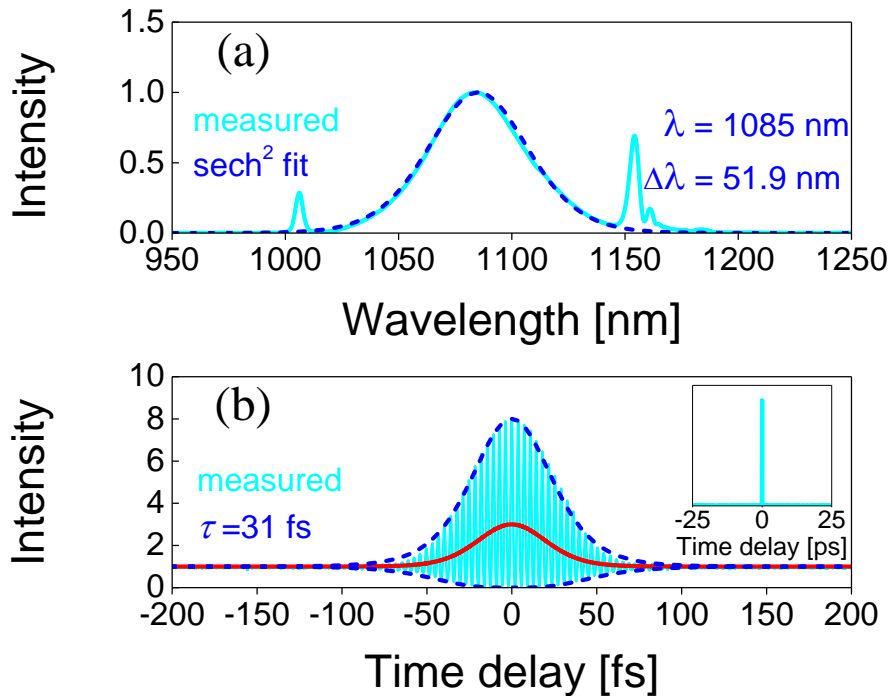 (a)
1.5
1.0
0.5
0.0
Intensity
measured
sech² fit
λ = 1085 nm
Δλ = 51.9 nm
950 1000 1050 1100 1150 1200 1250
Wavelength [nm]
(b)
10
8
6
4
2
0
Intensity
measured
τ =31 fs
-25 0 25
Time delay [ps]
-200 -150 -100 -50 0 50 100 150 200
Time delay [fs]